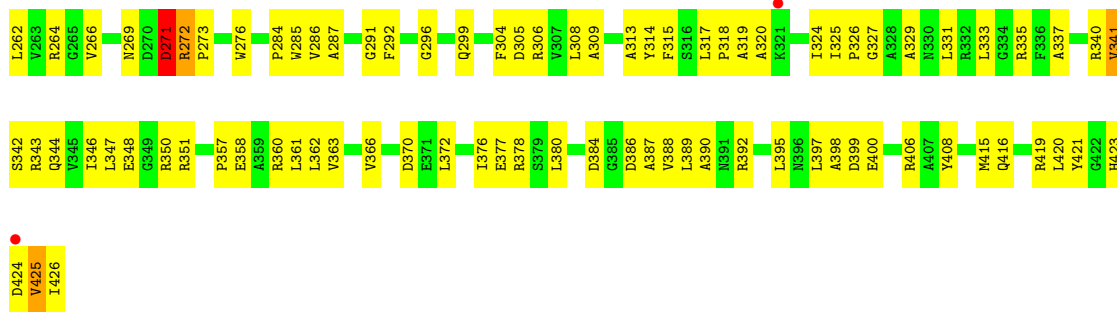 L262 V263 R264 G265 V266 N269 D270 D271 R272 P273 W276 P284 W285 V286 A287 G291 F292 G296 Q299 F304 D305 R306 V307 L308 A309 A313 Y314 F315 S316 L317 P318 A319 A320 K321 I324 I325 P326 G327 A328 A329 N330 L331 R332 L333 G334 R335 F336 A337 R340 V341
S342 R343 Q344 V345 I346 L347 E348 G349 R350 R351 P357 E358 A359 R360 L361 L362 V363 V366 D370 E371 L372 I376 E377 R378 S379 L380 D384 G385 D386 A387 V388 L389 A390 N391 R392 L395 N396 L397 A398 D399 E400 R406 A407 Y408 M415 Q416 R419 L420 Y421 G422 H423
D424 V425 I426